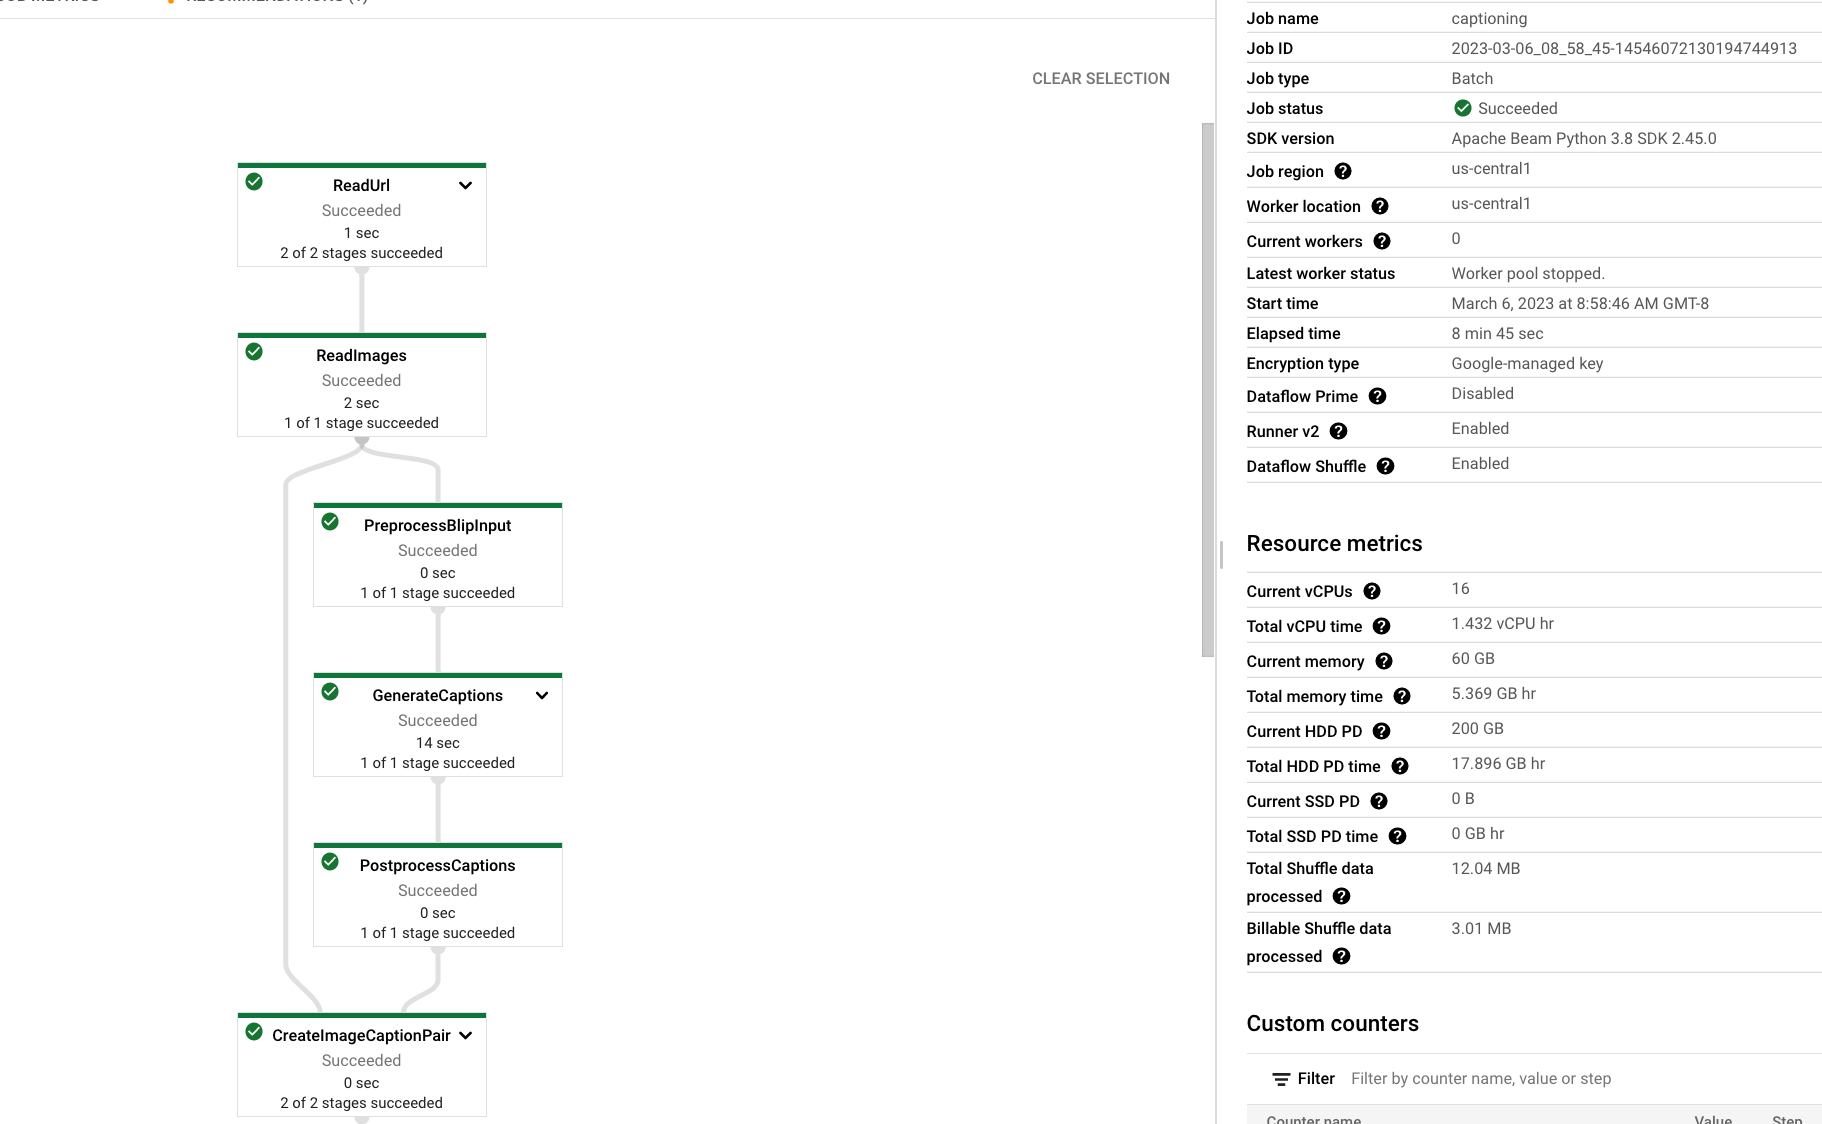 CLEAR SELECTION
ReadUrl
Succeeded
1 sec
2 of 2 stages succeeded
ReadImages
Succeeded
2 sec
1 of 1 stage succeeded
PreprocessBlipInput
Succeeded
0 sec
1 of 1 stage succeeded
GenerateCaptions
Succeeded
14 sec
1 of 1 stage succeeded
PostprocessCaptions
Succeeded
0 sec
1 of 1 stage succeeded
CreateImageCaptionPair
Succeeded
0 sec
2 of 2 stages succeeded
Job name captioning
Job ID 2023-03-06_08_58_45-14546072130194744913
Job type Batch
Job status Succeeded
SDK version Apache Beam Python 3.8 SDK 2.45.0
Job region us-central1
Worker location us-central1
Current workers 0
Latest worker status Worker pool stopped.
Start time March 6, 2023 at 8:58:46 AM GMT-8
Elapsed time 8 min 45 sec
Encryption type Google-managed key
Dataflow Prime Disabled
Runner v2 Enabled
Dataflow Shuffle Enabled
Resource metrics
Current vCPUs 16
Total vCPU time 1.432 vCPU hr
Current memory 60 GB
Total memory time 5.369 GB hr
Current HDD PD 200 GB
Total HDD PD time 17.896 GB hr
Current SSD PD 0 B
Total SSD PD time 0 GB hr
Total Shuffle data 12.04 MB
processed
Billable Shuffle data 3.01 MB
processed
Custom counters
Filter Filter by counter name, value or step
Counter name Value Step